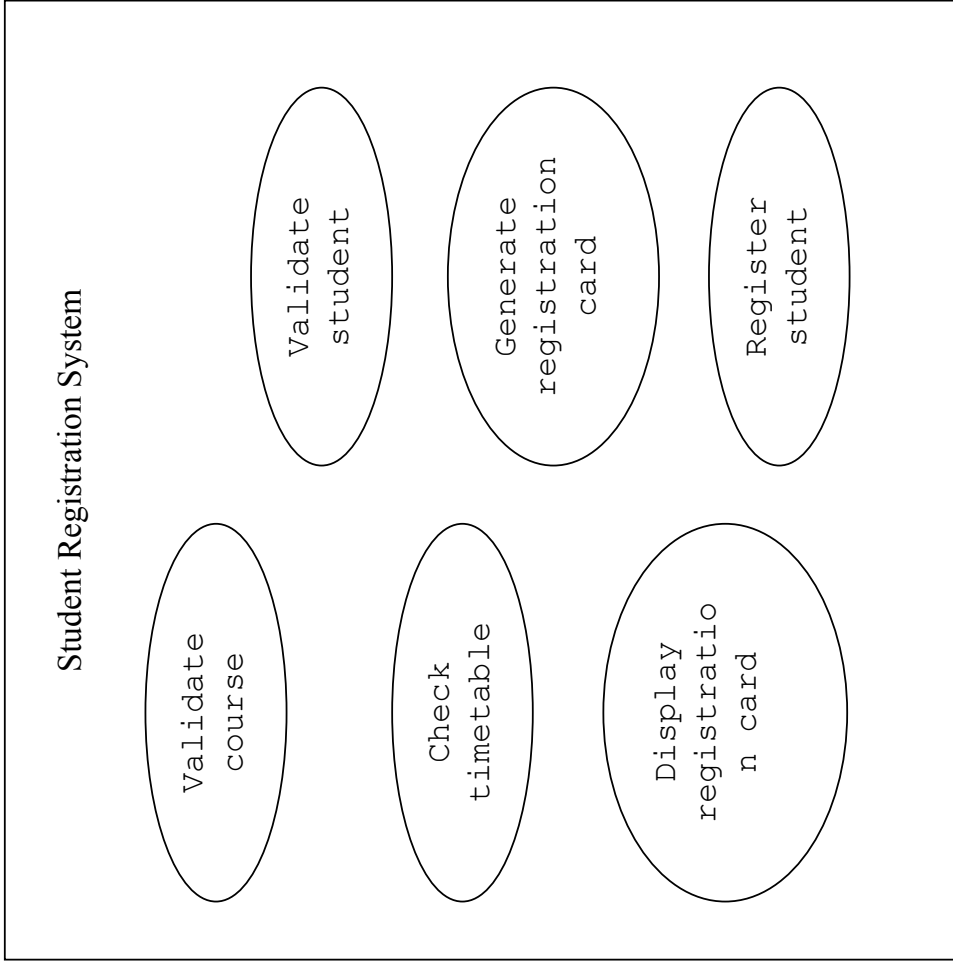 Student Registration System
Validate
course
Validate
student
Check
timetable
Generate
registration
card
Display
registratio
n card
Register
student